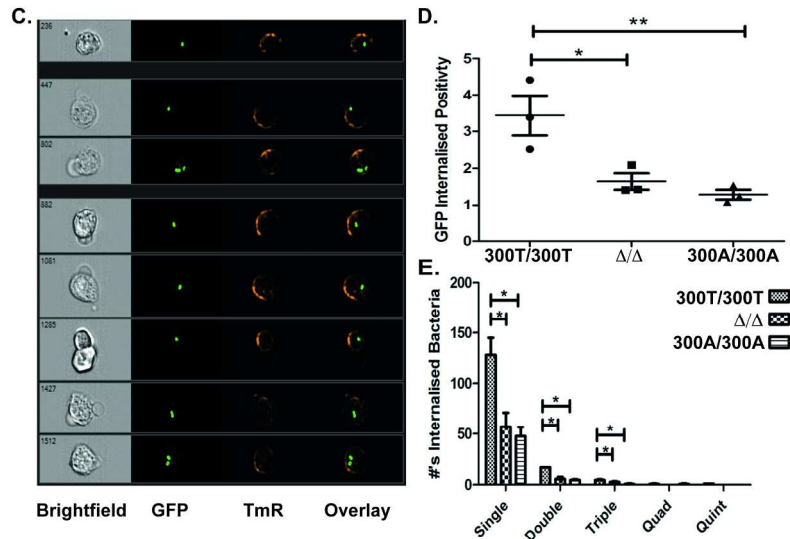 C.
236
447
802
882
1081
1285
1427
1512
Brightfield GFP TmR Overlay
D.
GFP Internalised Positivty
5
4
3
2
1
0
* **
300T/300T Δ/Δ 300A/300A
E.
#'s Internalised Bacteria
200
150
100
50
0
* *
* *
* *
300T/300T
Δ/Δ
300A/300A
Single Double Triple Quad Quint